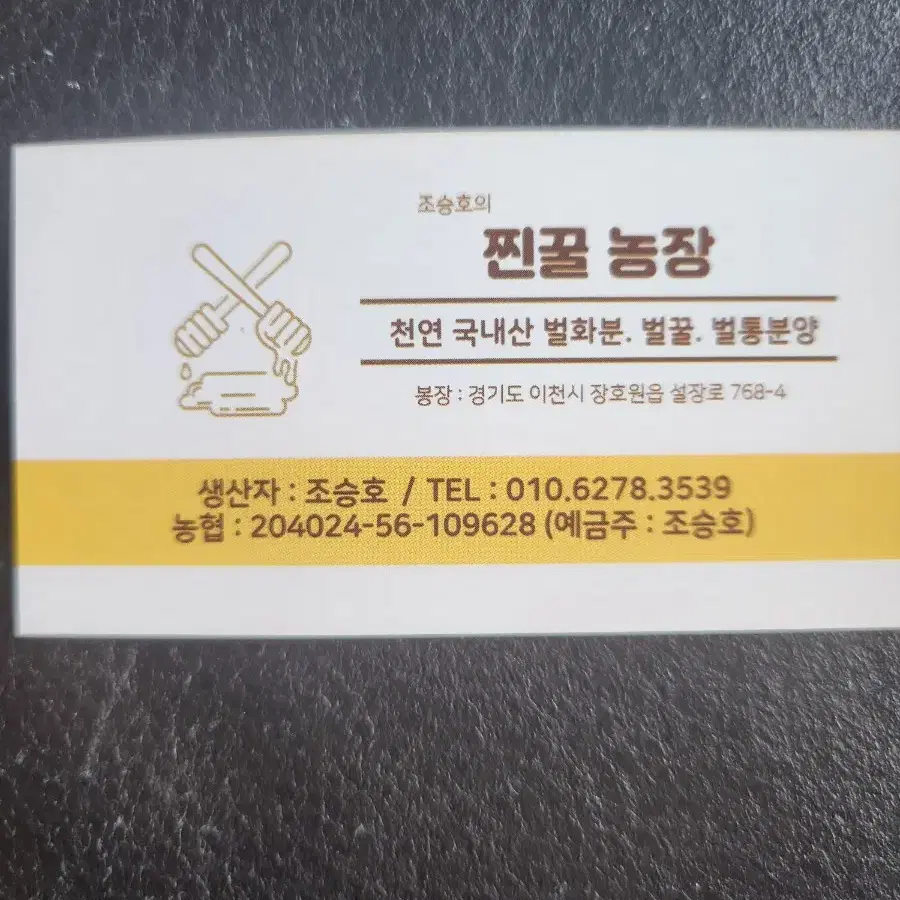 조승호의
찐꿀 농장
천연 국내산 벌화분. 벌꿀. 벌통분양
봉장 : 경기도 이천시 장호원읍 설장로 768-4
생산자 : 조승호 / TEL : 010.6278.3539
농협 : 204024-56-109628 (예금주 : 조승호)